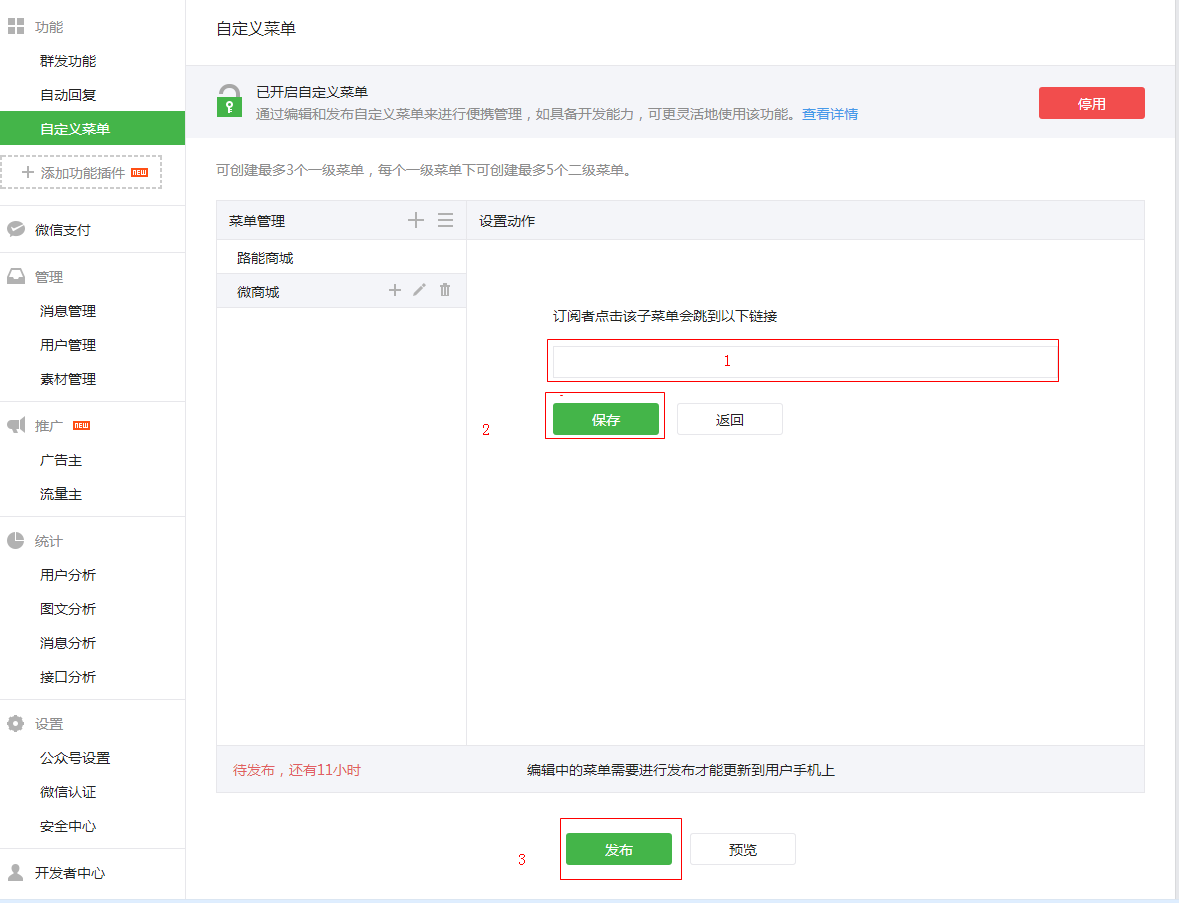 功能
群发功能
自动回复
自定义菜单
添加功能插件 NEW
微信支付
管理
消息管理
用户管理
素材管理
推广 NEW
广告主
流量主
统计
用户分析
图文分析
消息分析
接口分析
设置
公众号设置
微信认证
安全中心
开发者中心
自定义菜单
已开启自定义菜单
通过编辑和发布自定义菜单来进行便携管理，如具备开发能力，可更灵活地使用该功能。查看详情
停用
可创建最多3个一级菜单，每个一级菜单下可创建最多5个二级菜单。
菜单管理
路能商城
微商城
设置动作
订阅者点击该子菜单会跳到以下链接
1
2
保存 返回
待发布，还有11小时
编辑中的菜单需要进行发布才能更新到用户手机上
3
发布 预览